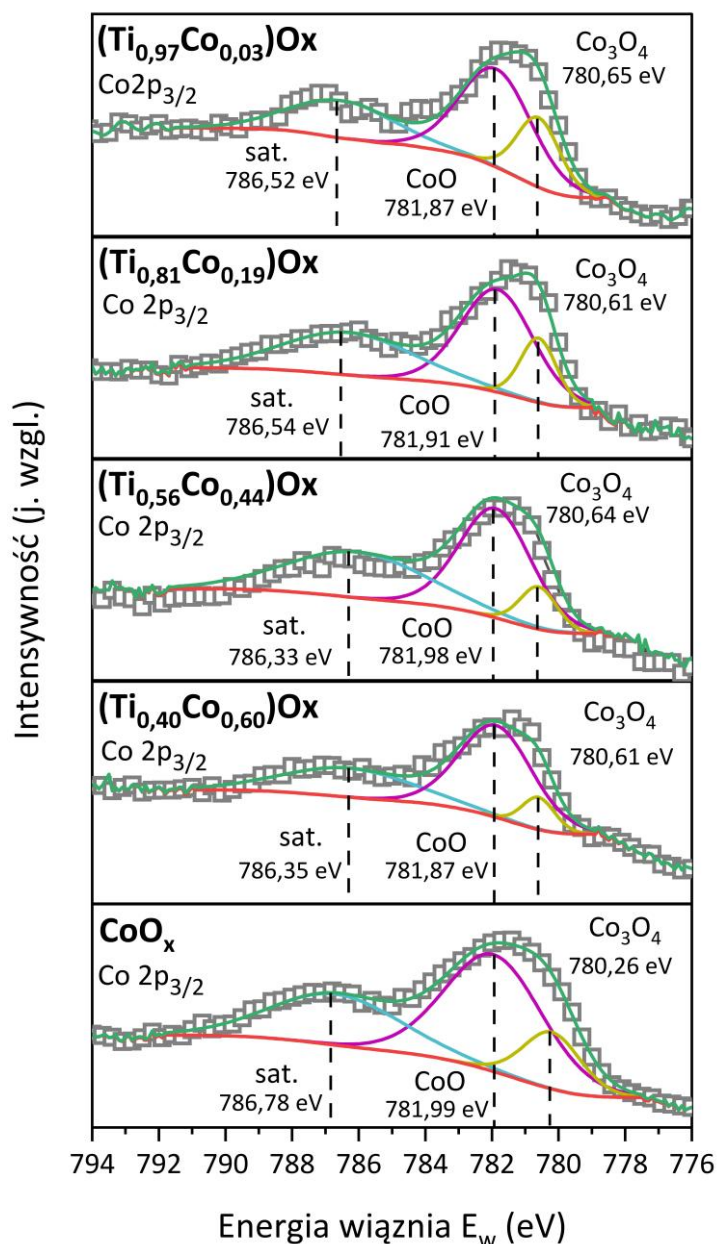 (Ti₀,₉₇Co₀,₀₃)Ox
Co2p₃/₂
Co₃O₄
780,65 eV
sat.
786,52 eV
CoO
781,87 eV
(Ti₀,₈₁Co₀,₁₉)Ox
Co 2p₃/₂
Co₃O₄
780,61 eV
sat.
786,54 eV
CoO
781,91 eV
(Ti₀,₅₆Co₀,₄₄)Ox
Co 2p₃/₂
Co₃O₄
780,64 eV
sat.
786,33 eV
CoO
781,98 eV
(Ti₀,₄₀Co₀,₆₀)Ox
Co 2p₃/₂
Co₃O₄
780,61 eV
sat.
786,35 eV
CoO
781,87 eV
CoOₓ
Co 2p₃/₂
Co₃O₄
780,26 eV
sat.
786,78 eV
CoO
781,99 eV
Intensywność (j. wzgl.)
794 792 790 788 786 784 782 780 778 776
Energia wiąznia E_w (eV)